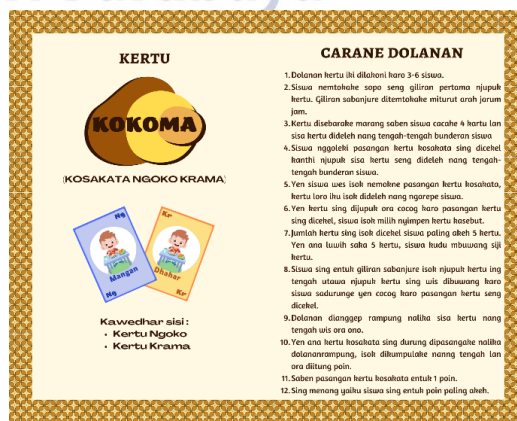 KERTU
KOKOMA
(KOSAKATA NGOKO KRAMA)
Ng
Mangan
Ng
Kr
Dhahar
Kr
Kawedhar sisi :
• Kertu Ngoko
• Kertu Krama
CARANE DOLANAN
1.Dolanan kertu iki dilakoni karo 3-6 siswa.
2.Siswa nemtokake sapa seng giliran pertama njupuk
kertu. Giliran sabanjure ditemtokake miturut arah jarum
jam.
3.Kertu disebarake marang saben siswa cacahe 4 kartu lan
sisa kertu dideleh nang tengah-tengah bunderan siswa
4.Siswa nggoleki pasangan kertu kosakata sing dicekel
kanthi njupuk sisa kertu seng dideleh nang tengah-
tengah bunderan siswa.
5.Yen siswa wes isok nemokne pasangan kertu kosakata,
kertu loro iku isok dideleh nang ngarepe siswa.
6.Yen kertu sing dijupuk ora cocog karo pasangan kertu
sing dicekel, siswa isok milih nyimpen kertu kasebut.
7.Jumlah kertu sing isok dicekel siswa paling akeh 5 kertu.
Yen ana luwih saka 5 kertu, siswa kudu mbuwang siji
kertu.
8.Siswa sing entuk giliran sabanjure isok njupuk kertu ing
tengah utawa njupuk kertu sing wis dibuwang karo
siswa sadurunge yen cocog karo pasangan kertu seng
dicekel.
9.Dolanan dianggep rampung nalika sisa kertu nang
tengah wis ora ono.
10.Yen ana kertu kosakata sing durung dipasangake nalika
dolananrampung, isok dikumpulake nanng tengah lan
ora diitung poin.
11.Saben pasangan kertu kosakata entuk 1 poin.
12.Sing menang yaiku siswa sing entuk poin paling akeh.